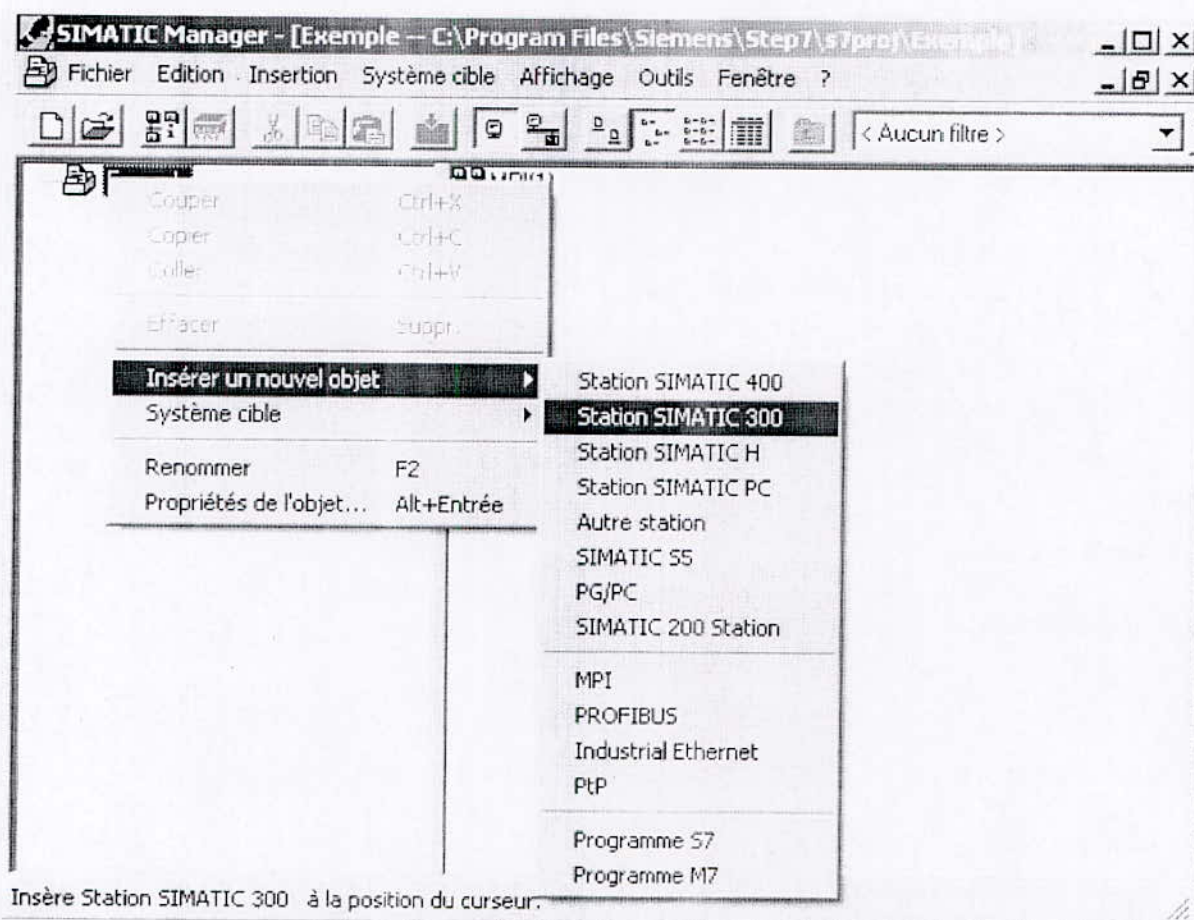 SIMATIC Manager - [Exemple -- C:\Program Files\Siemens\Step7\s7proj\Exemple]
Fichier Edition Insertion Système cible Affichage Outils Fenêtre ?
< Aucun filtre >
MPI(1)
Couper Ctrl+X
Copier Ctrl+C
Coller Ctrl+V
Effacer Suppr.
Insérer un nouvel objet
Système cible
Renommer F2
Propriétés de l'objet... Alt+Entrée
Station SIMATIC 400
Station SIMATIC 300
Station SIMATIC H
Station SIMATIC PC
Autre station
SIMATIC S5
PG/PC
SIMATIC 200 Station
MPI
PROFIBUS
Industrial Ethernet
PtP
Programme S7
Programme M7
Insère Station SIMATIC 300 à la position du curseur.